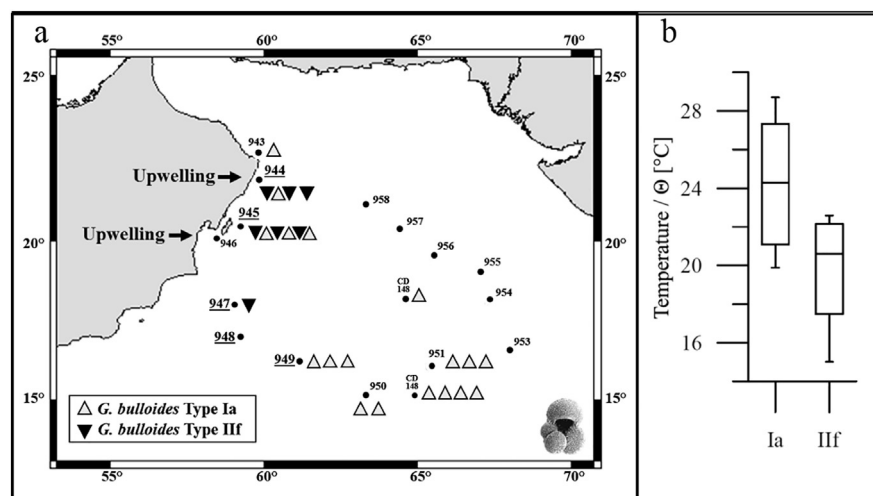 a
55° 60° 65° 70°
25° 25°
943
Upwelling 944
958
945
957
20° Upwelling 20°
946
956
955
CD
148
954
947
948
953
949
951
950
CD
148
15° 15°
G. bulloides Type Ia
G. bulloides Type IIf
55° 60° 65° 70°
b
Temperature / Θ [°C]
28
24
20
16
Ia IIf